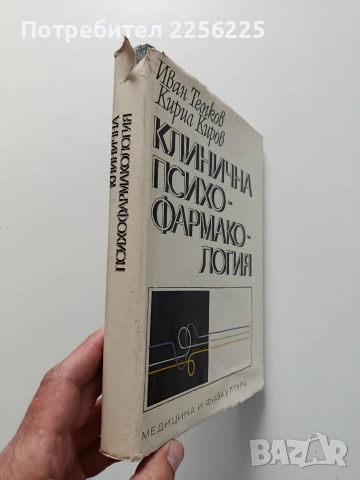 Потребител 2256225
Иван Темков
Кирил Киров
КЛИНИЧНА
ПСИХО-
ФАРМАКО-
ЛОГИЯ
МЕДИЦИНА И ФИЗКУЛТУРА
КЛИНИЧНА
ПСИХОФАРМАКОЛОГИЯ
bazar